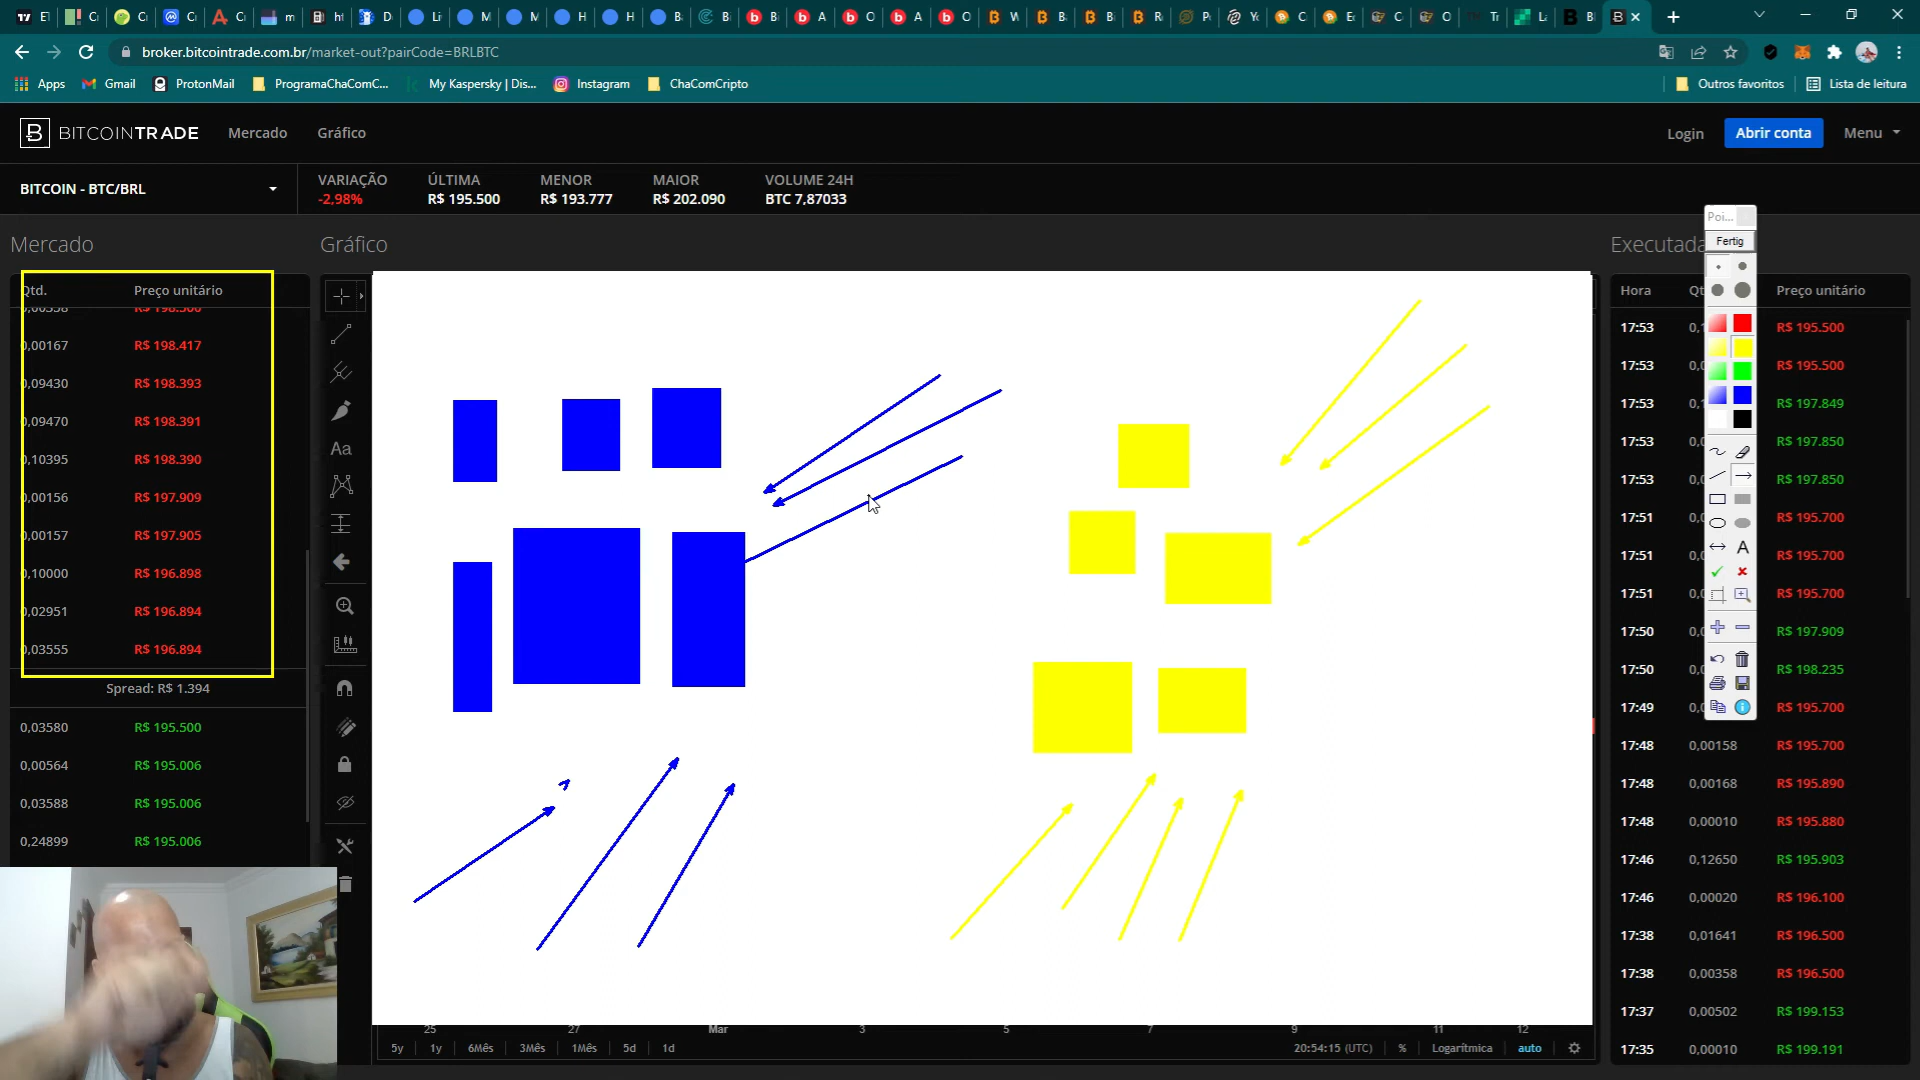 broker.bitcointrade.com.br/market-out?pairCode=BRLBTC
Apps
Gmail
ProtonMail
ProgramaChaComC...
My Kaspersky | Dis...
Instagram
ChaComCripto
Outros favoritos
Lista de leitura
BITCOINTRADE
Mercado
Gráfico
Login
Abrir conta
Menu
BITCOIN - BTC/BRL
VARIAÇÃO
-2,98%
ÚLTIMA
R$ 195.500
MENOR
R$ 193.777
MAIOR
R$ 202.090
VOLUME 24H
BTC 7,87033
Mercado
Qtd. Preço unitário
0,00167 R$ 198.417
0,09430 R$ 198.393
0,09470 R$ 198.391
0,10395 R$ 198.390
0,00156 R$ 197.909
0,00157 R$ 197.905
0,10000 R$ 196.898
0,02951 R$ 196.894
0,03555 R$ 196.894
Spread: R$ 1.394
0,03580 R$ 195.500
0,00564 R$ 195.006
0,03588 R$ 195.006
0,24899 R$ 195.006
Gráfico
Aa
25 27 Mar 3 5 7 9 11 12
5y 1y 6Mês 3Mês 1Mês 5d 1d
20:54:15 (UTC) % Logarítmica auto
Poi...
Fertig
A
Executada
Hora Qt Preço unitário
17:53 R$ 195.500
17:53 R$ 195.500
17:53 R$ 197.849
17:53 R$ 197.850
17:53 R$ 197.850
17:51 R$ 195.700
17:51 R$ 195.700
17:51 R$ 195.700
17:50 R$ 197.909
17:50 R$ 198.235
17:49 R$ 195.700
17:48 0,00158 R$ 195.700
17:48 0,00168 R$ 195.890
17:48 0,00010 R$ 195.880
17:46 0,12650 R$ 195.903
17:46 0,00020 R$ 196.100
17:38 0,01641 R$ 196.500
17:38 0,00358 R$ 196.500
17:37 0,00502 R$ 199.153
17:35 0,00010 R$ 199.191